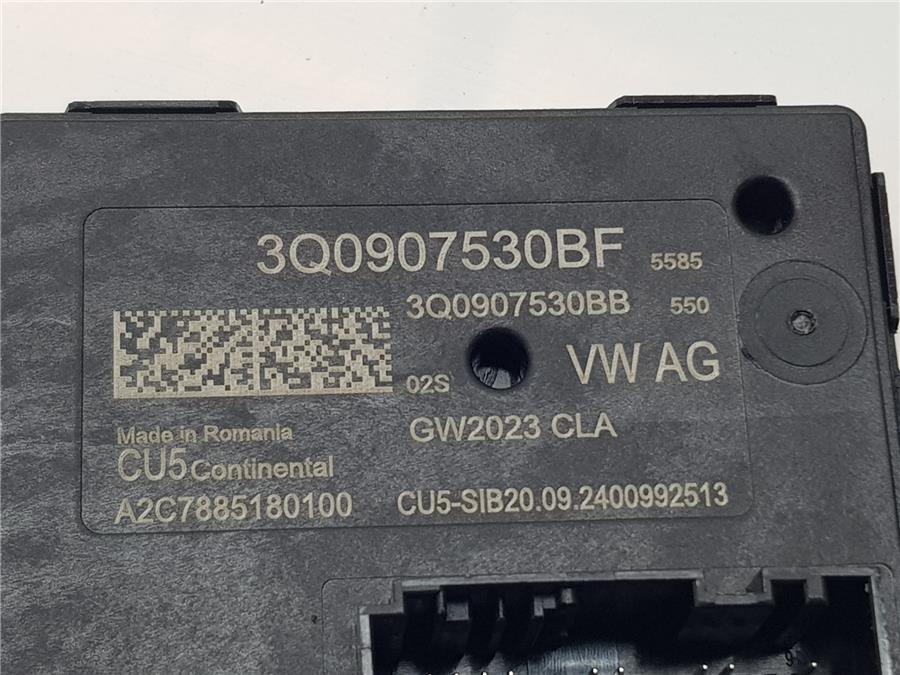 3Q0907530BF 5585
3Q0907530BB 550
02S VW AG
Made in Romania GW2023 CLA
CU5 Continental
A2C7885180100 CU5-SIB20.09.2400992513
9